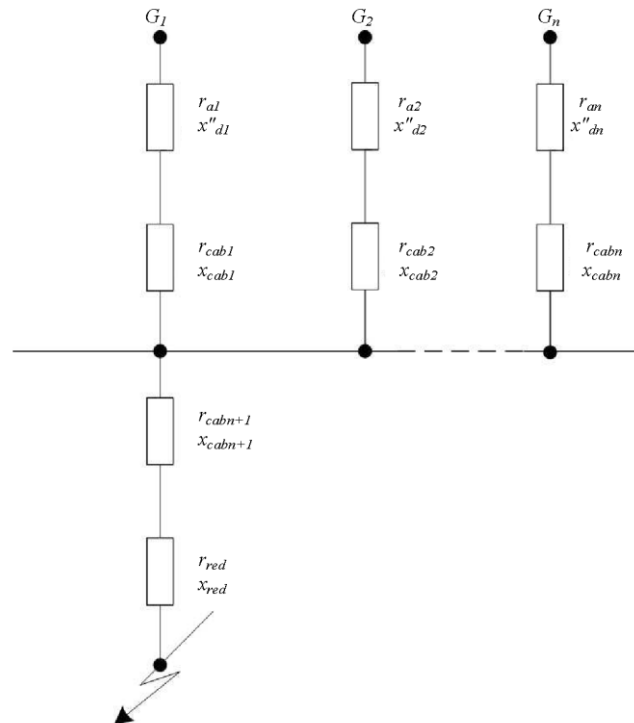 G1 G2 Gn
ra1 ra2 ran
x''d1 x''d2 x''dn
rcab1 rcab2 rcabn
xcab1 xcab2 xcabn
rcabn+1
xcabn+1
rred
xred